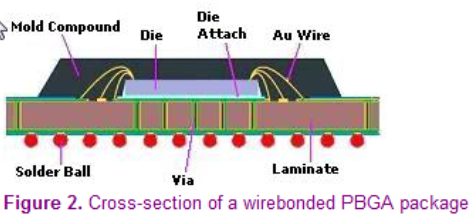 Mold Compound
Die
Die
Attach
Au Wire
Solder Ball
Via
Laminate
Figure 2. Cross-section of a wirebonded PBGA package